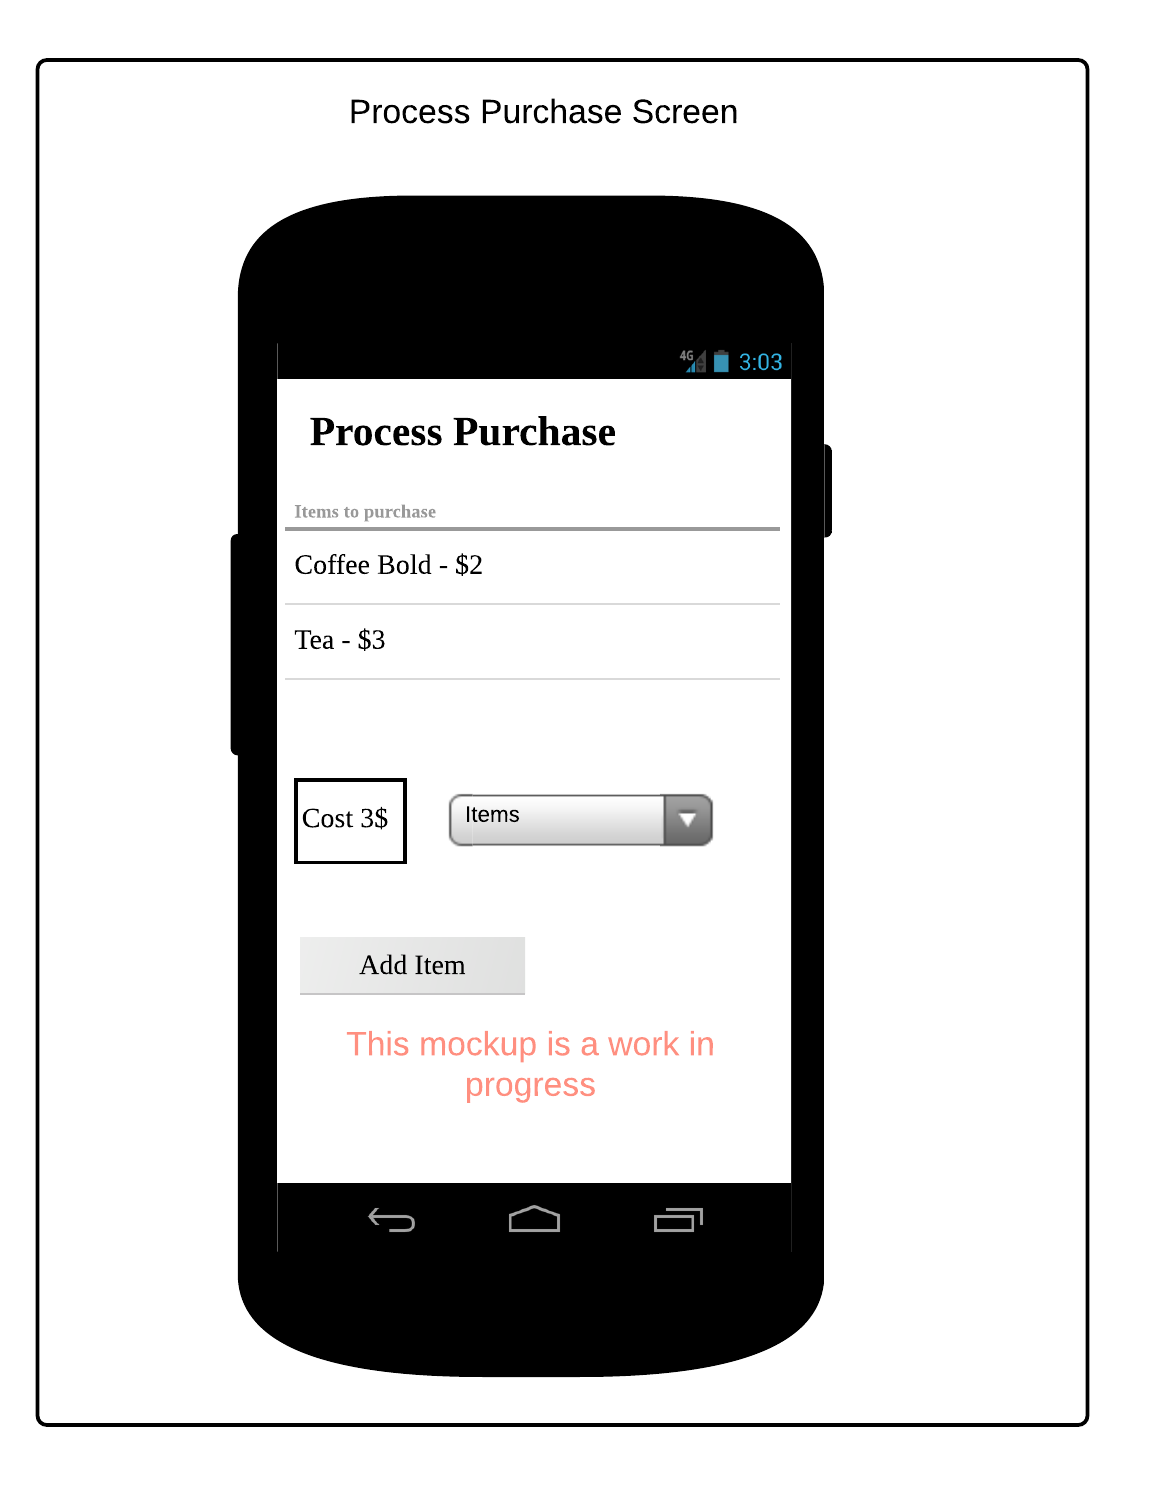 Process Purchase Screen
4G 3:03
Process Purchase
Items to purchase
Coffee Bold - $2
Tea - $3
Cost 3$ Items
Add Item
This mockup is a work in
progress